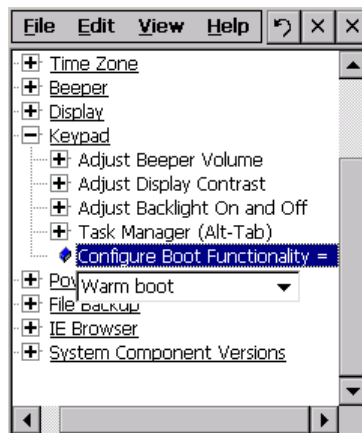 File Edit View Help
Time Zone
Beeper
Display
Keypad
Adjust Beeper Volume
Adjust Display Contrast
Adjust Backlight On and Off
Task Manager (Alt-Tab)
Configure Boot Functionality =
Warm boot
File Backup
IE Browser
System Component Versions